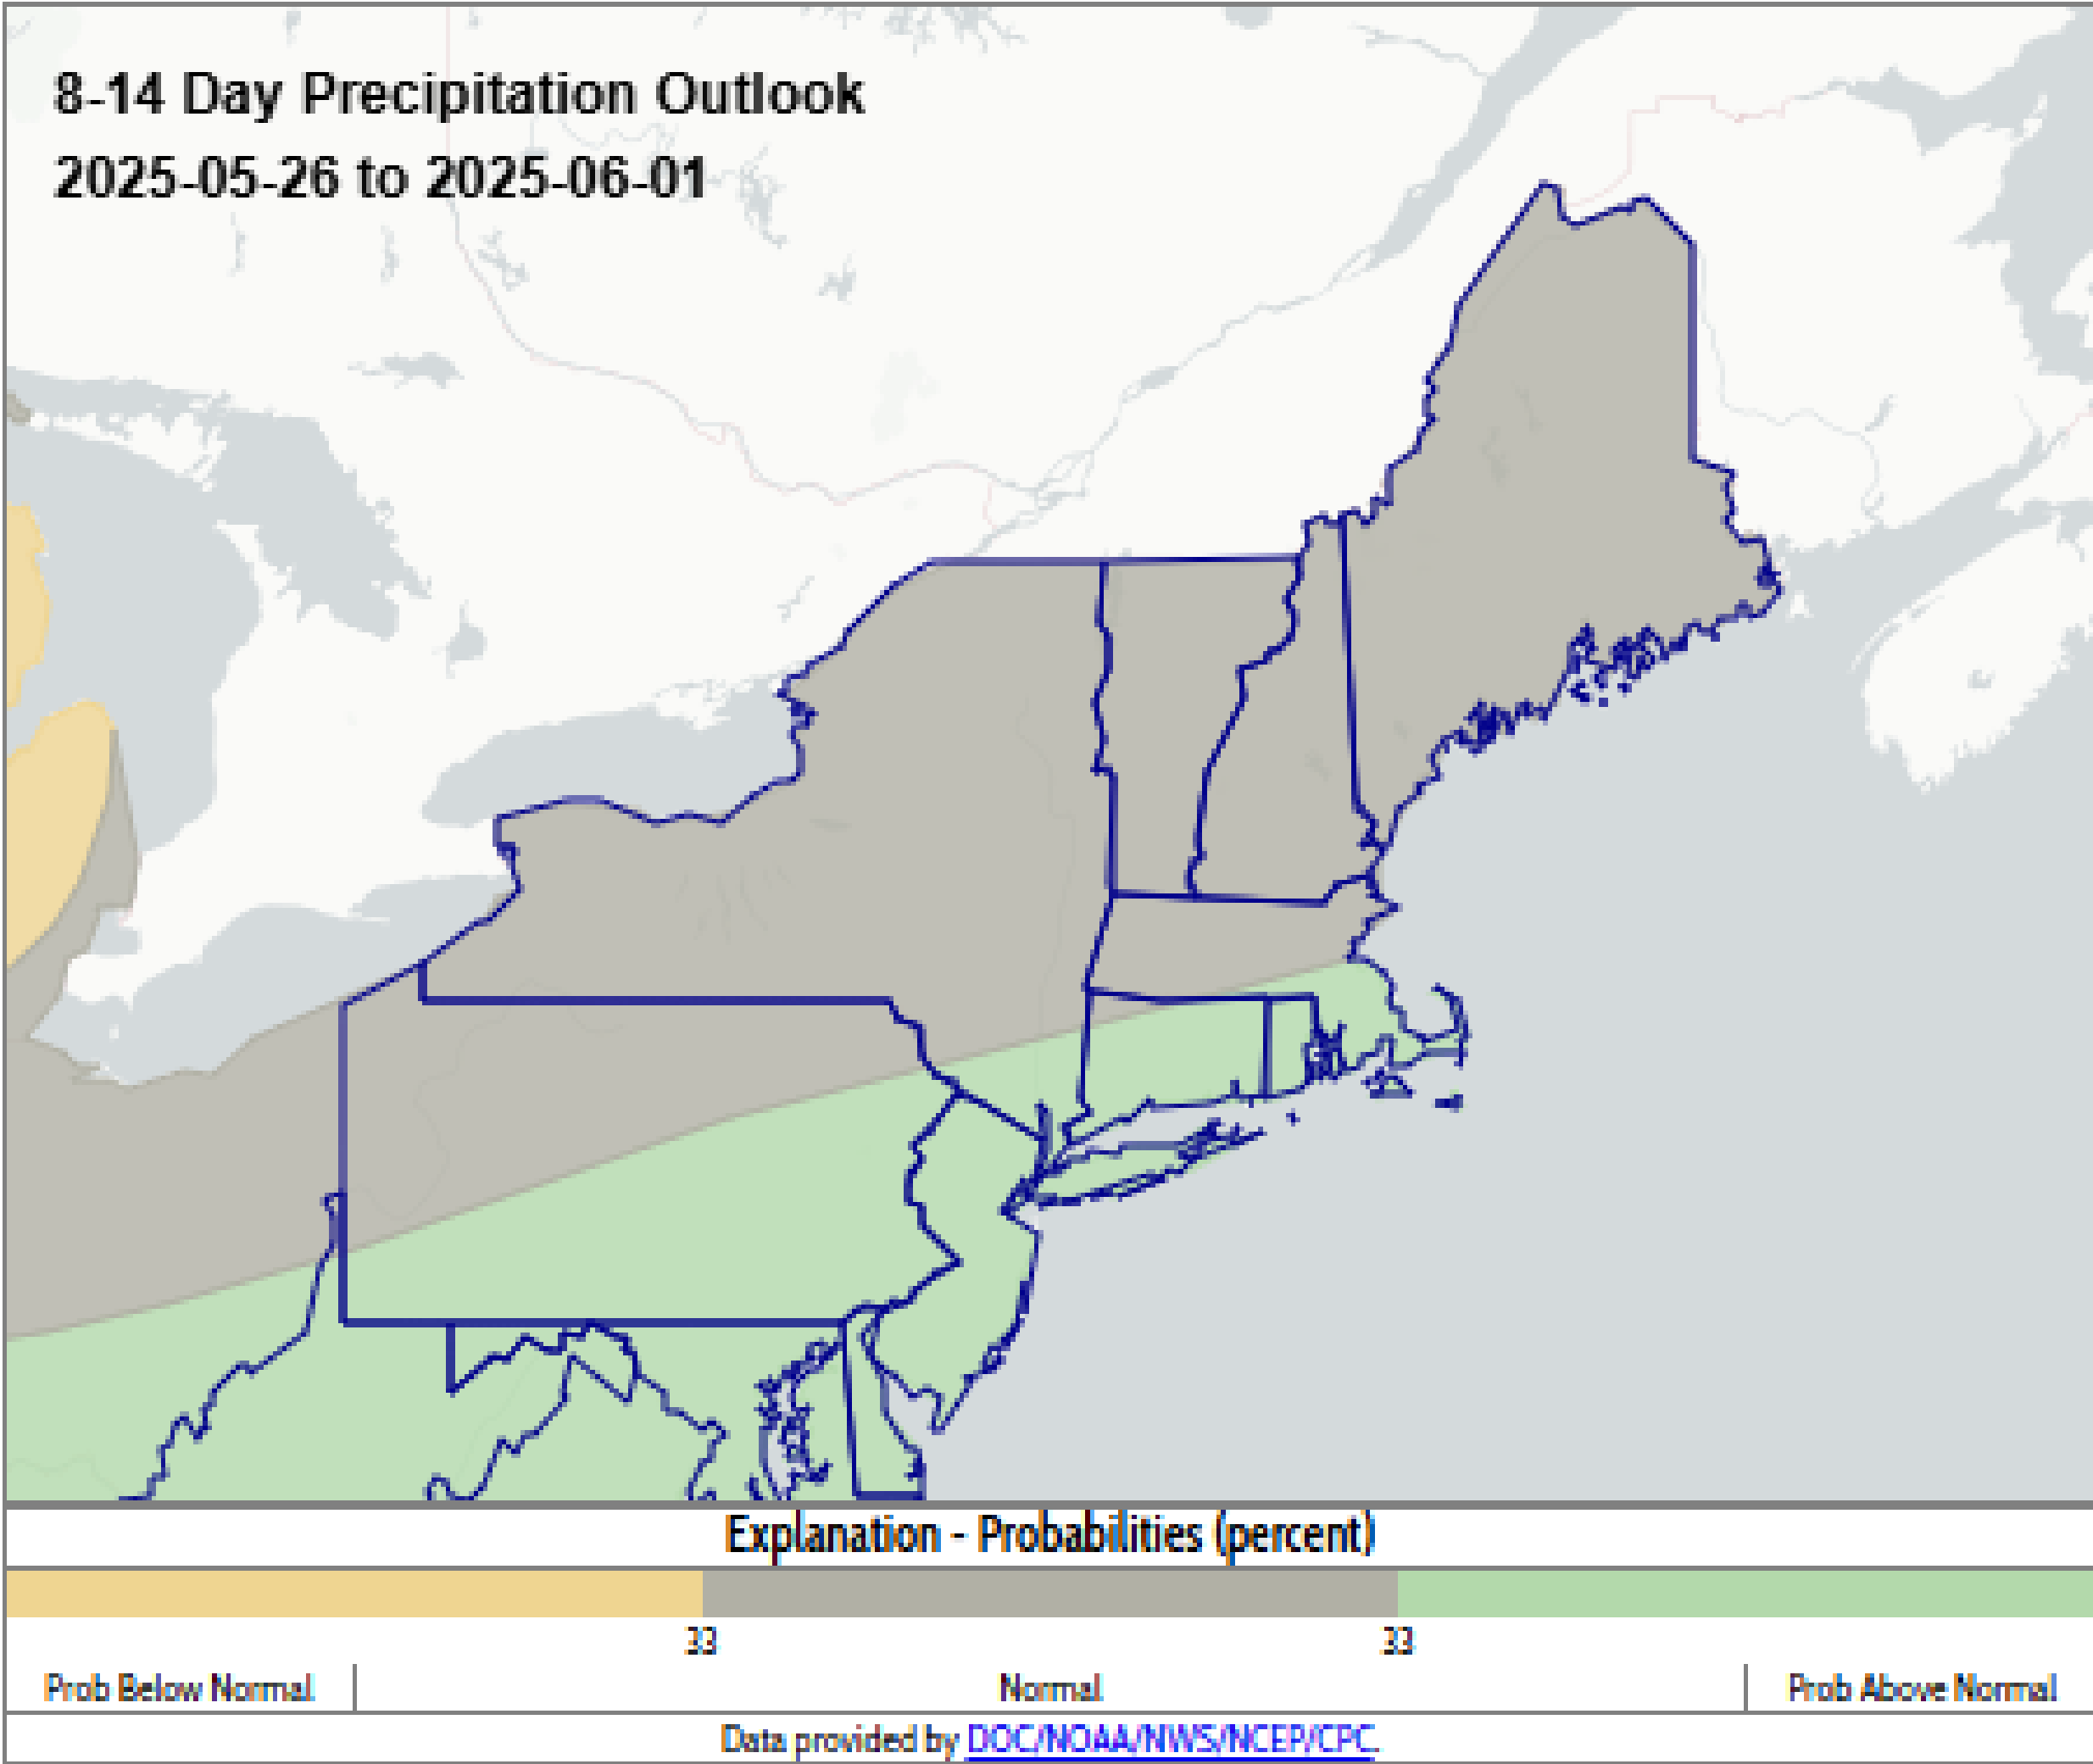 8-14 Day Precipitation Outlook
2025-05-26 to 2025-06-01
Explanation - Probabilities (percent)
33 33
Prob Below Normal Normal Prob Above Normal
Data provided by DOC/NOAA/NWS/NCEP/CPC.